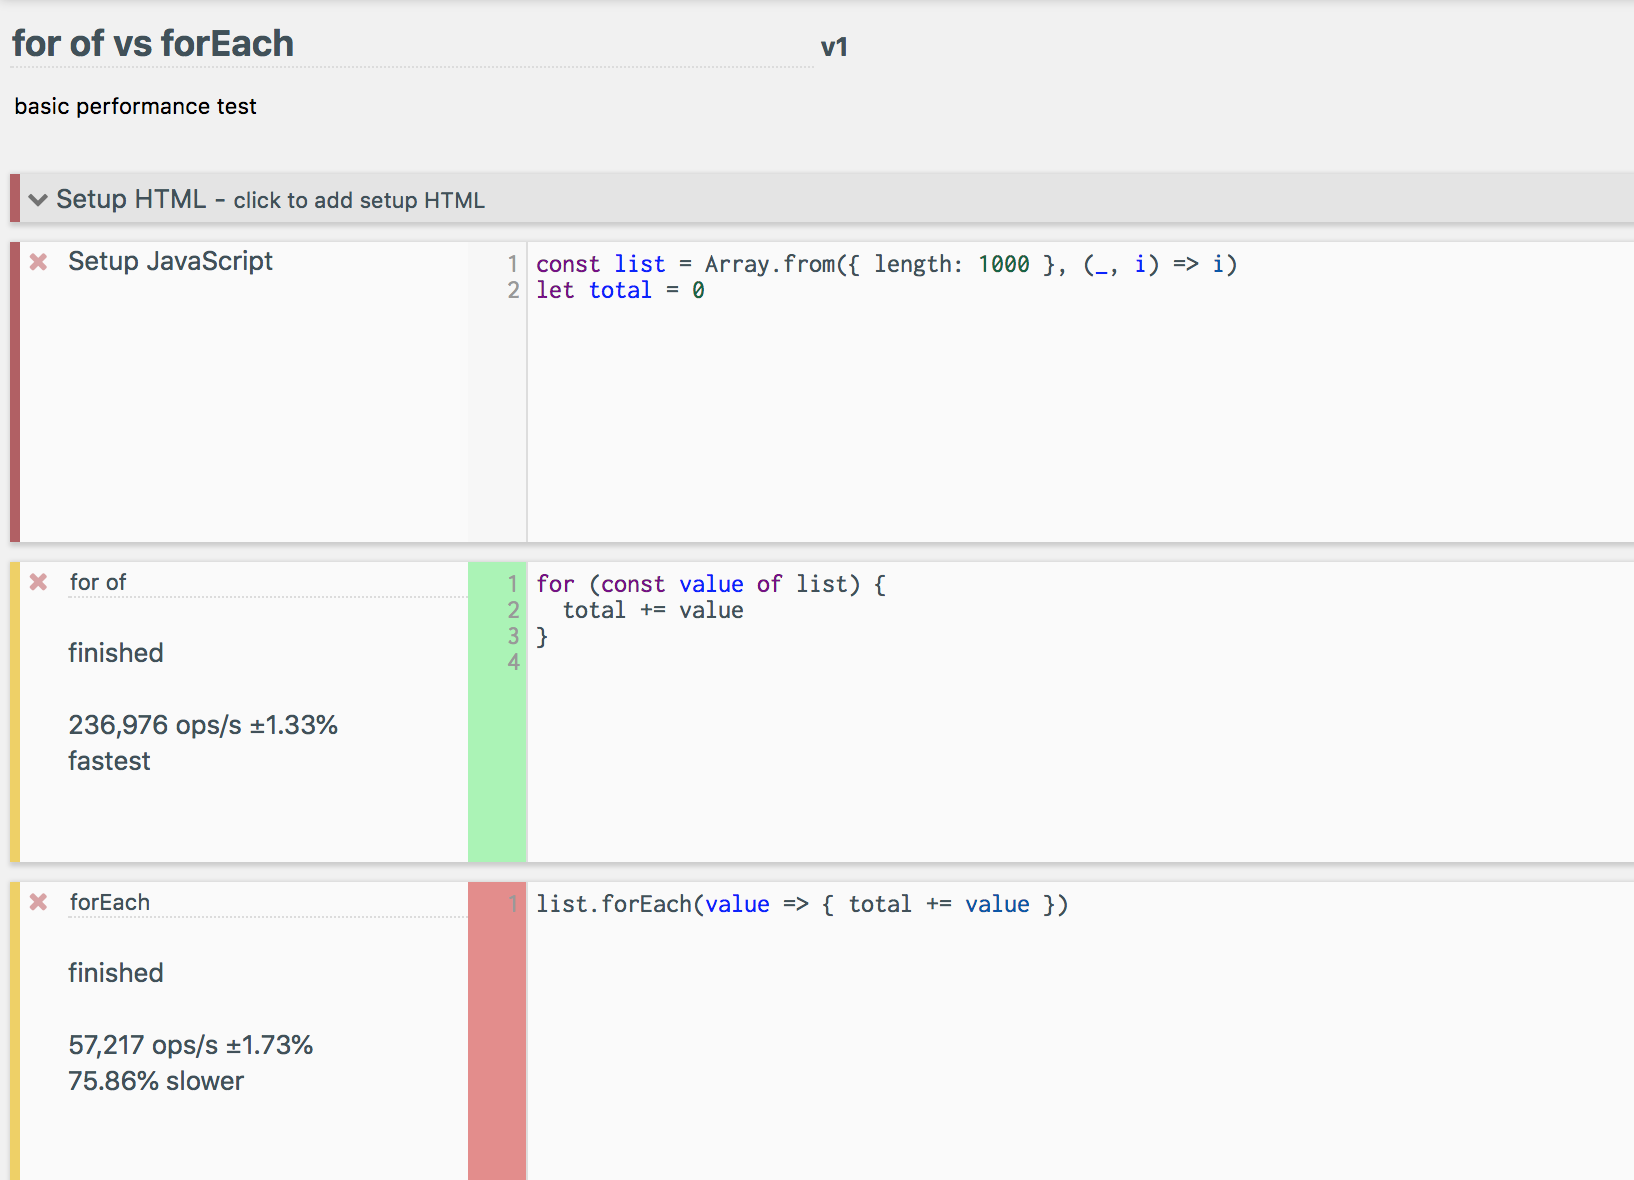 for of vs forEach v1
basic performance test
Setup HTML - click to add setup HTML
Setup JavaScript
1 const list = Array.from({ length: 1000 }, (_, i) => i)
2 let total = 0
for of
finished
236,976 ops/s ±1.33%
fastest
1 for (const value of list) {
2   total += value
3 }
4
forEach
finished
57,217 ops/s ±1.73%
75.86% slower
1 list.forEach(value => { total += value })